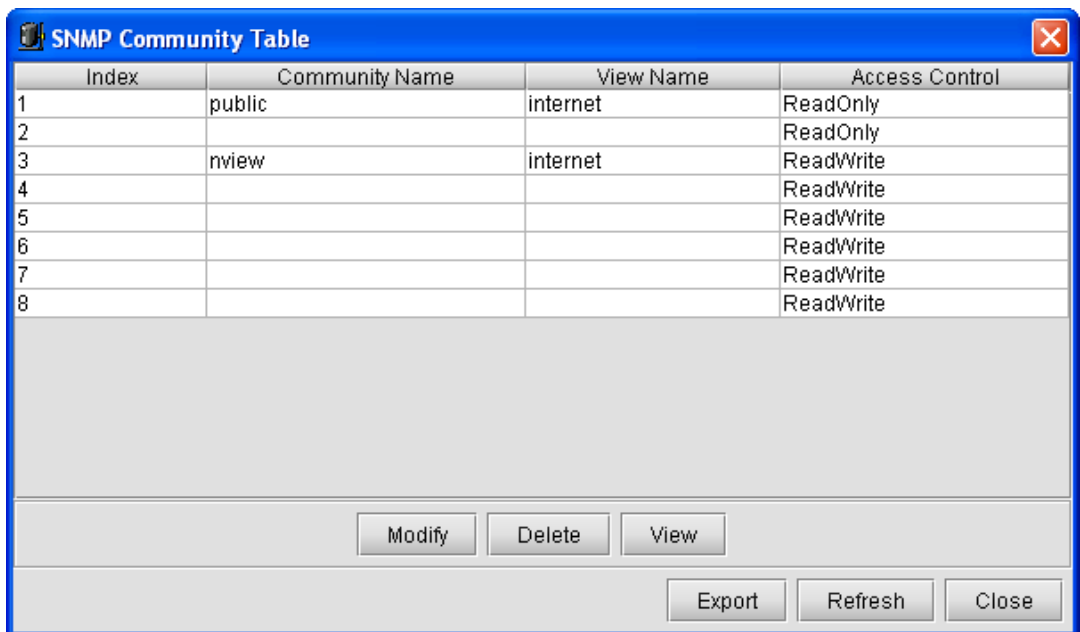 SNMP Community Table
Index Community Name View Name Access Control
1 public internet ReadOnly
2 ReadOnly
3 nview internet ReadWrite
4 ReadWrite
5 ReadWrite
6 ReadWrite
7 ReadWrite
8 ReadWrite
Modify Delete View
Export Refresh Close